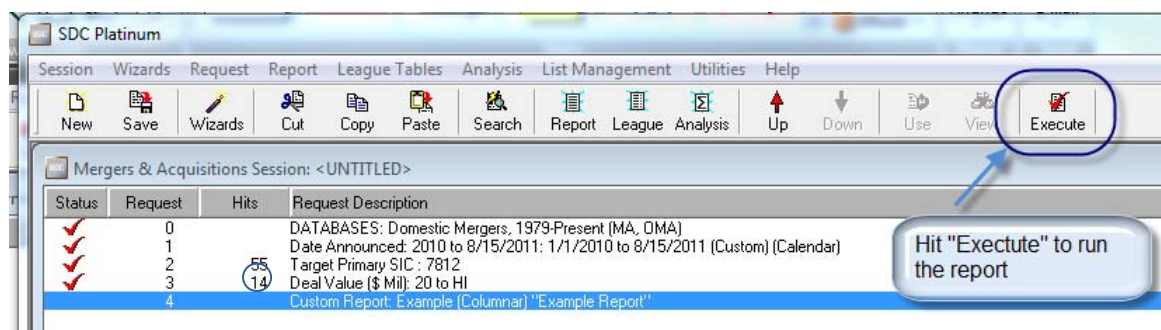 SDC Platinum
Session Wizards Request Report League Tables Analysis List Management Utilities Help
New Save Wizards Cut Copy Paste Search Report League Analysis Up Down Use View Execute
Mergers & Acquisitions Session: <UNTITLED>
Status Request Hits Request Description
0 DATABASES: Domestic Mergers, 1979-Present (MA, OMA)
1 Date Announced: 2010 to 8/15/2011: 1/1/2010 to 8/15/2011 (Custom) (Calendar)
2 55 Target Primary SIC : 7812
3 14 Deal Value ($ Mil): 20 to HI
4 Custom Report: Example (Columnar) "Example Report"
Hit "Exectute" to run
the report